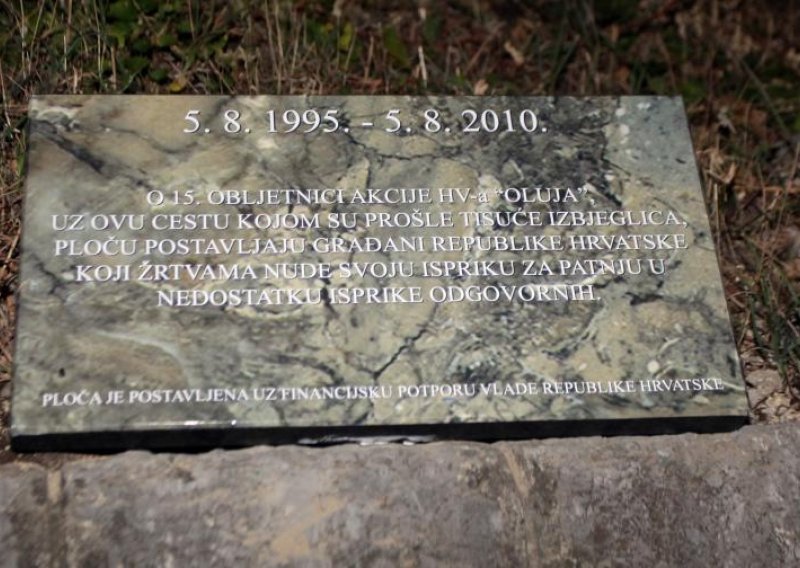 5. 8. 1995. - 5. 8. 2010.
O 15. OBLJETNICI AKCIJE HV-a “OLUJA”,
UZ OVU CESTU KOJOM SU PROŠLE TISUĆE IZBJEGLICA,
PLOČU POSTAVLJAJU GRAĐANI REPUBLIKE HRVATSKE
KOJI ŽRTVAMA NUDE SVOJU ISPRIKU ZA PATNJU U
NEDOSTATKU ISPRIKE ODGOVORNIH.
PLOČA JE POSTAVLJENA UZ FINANCIJSKU POTPORU VLADE REPUBLIKE HRVATSKE